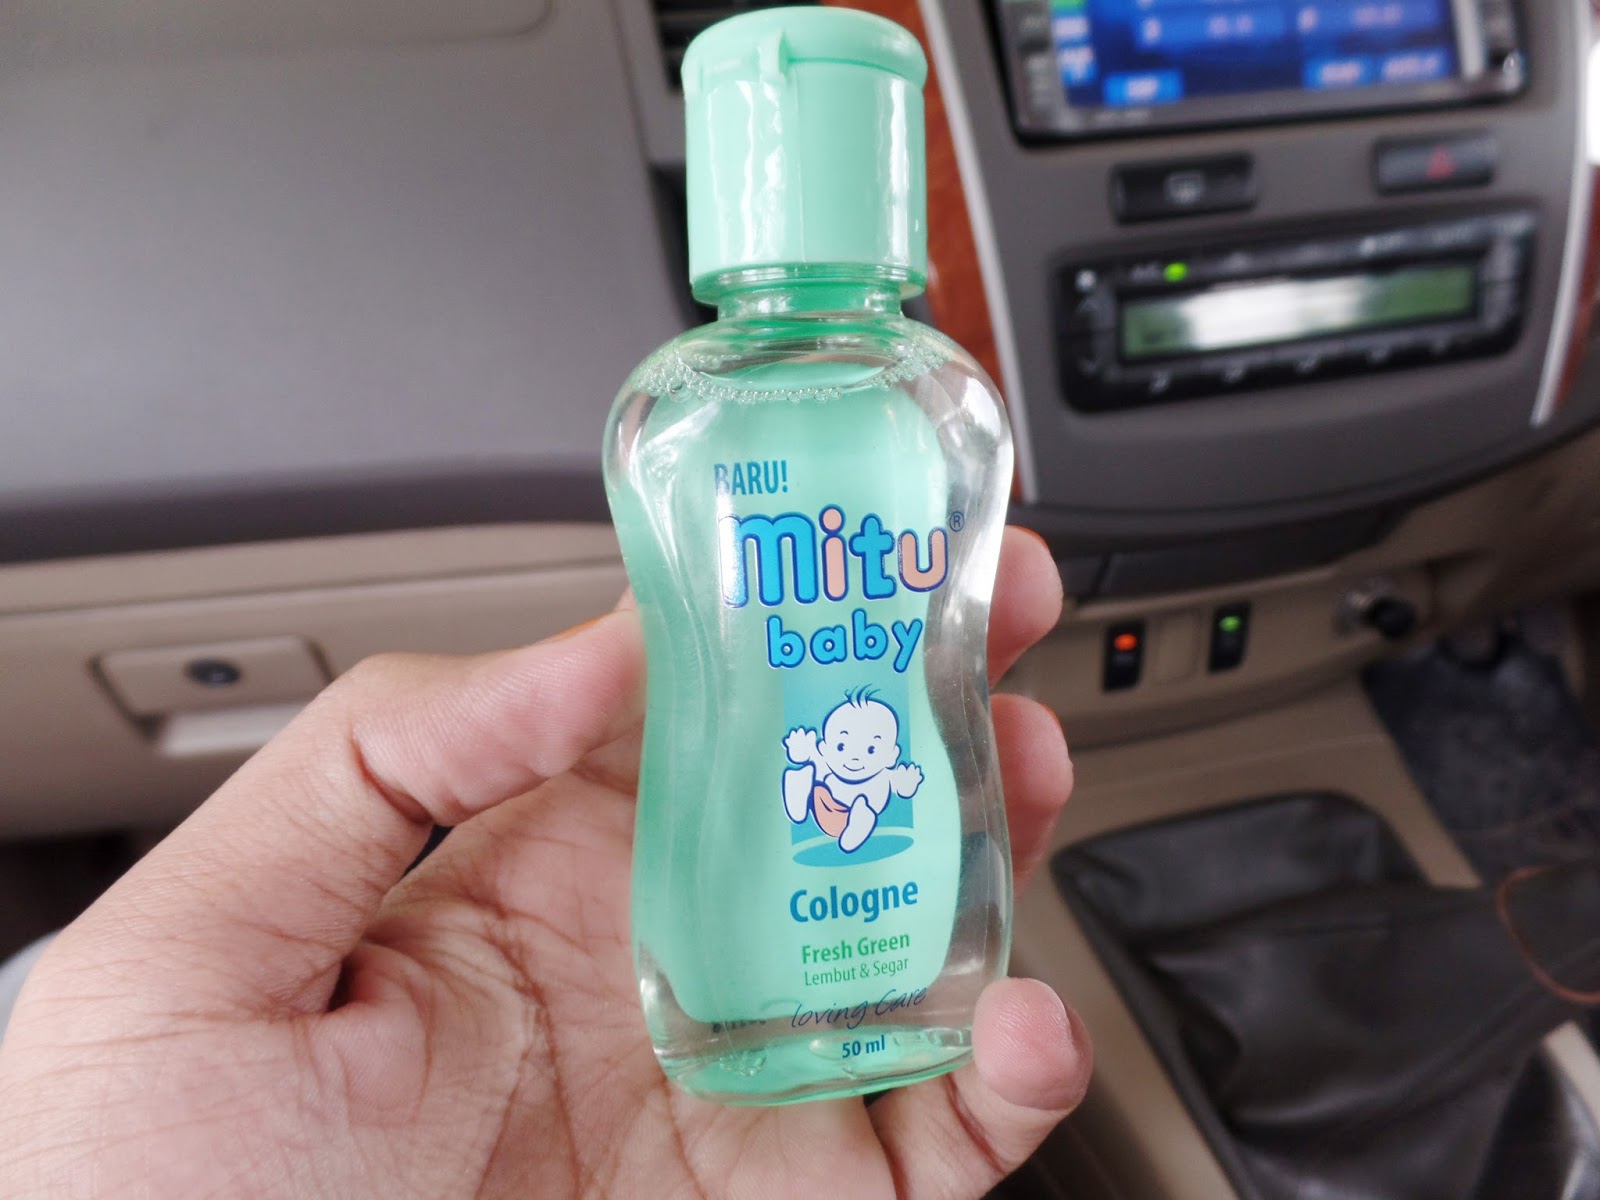 BARU!
mitu®
baby
Cologne
Fresh Green
Lembut & Segar
loving Care
50 ml